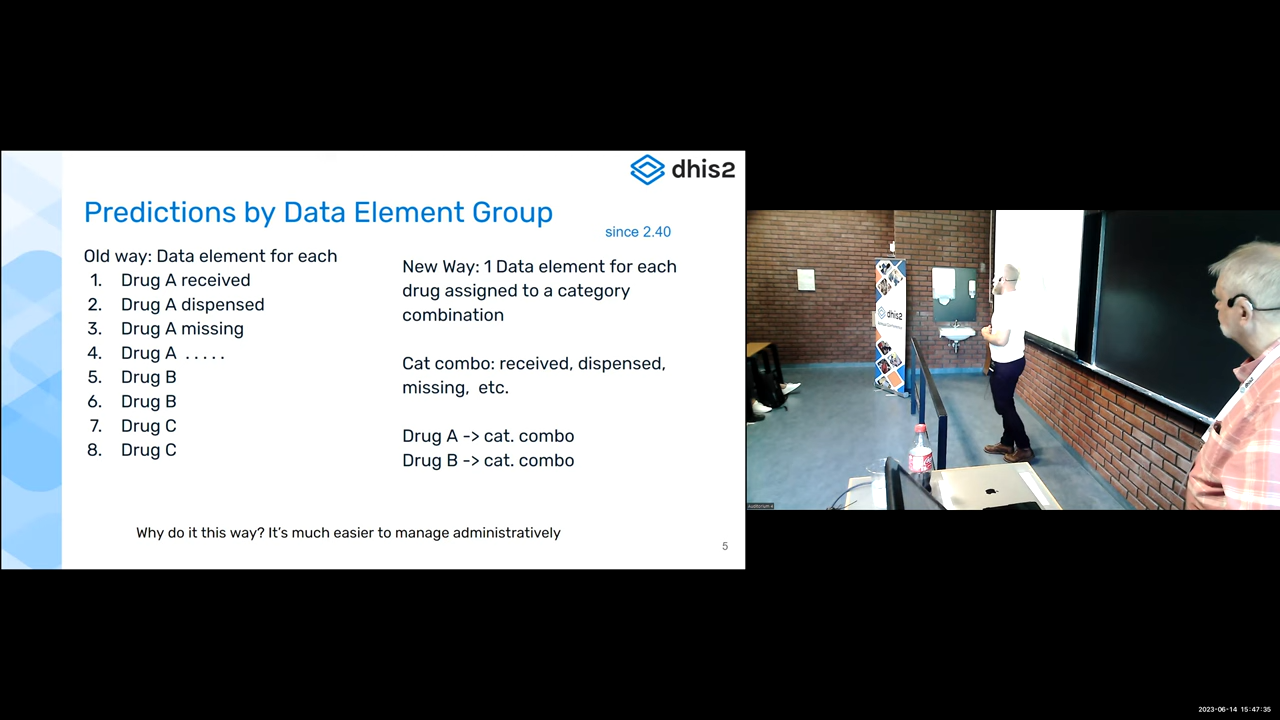 dhis2
Predictions by Data Element Group
since 2.40
Old way: Data element for each
1. Drug A received
2. Drug A dispensed
3. Drug A missing
4. Drug A . . . . .
5. Drug B
6. Drug B
7. Drug C
8. Drug C
New Way: 1 Data element for each
drug assigned to a category
combination
Cat combo: received, dispensed,
missing, etc.
Drug A -> cat. combo
Drug B -> cat. combo
Why do it this way? It's much easier to manage administratively
5
dhis2
2023-06-14 15:47:35